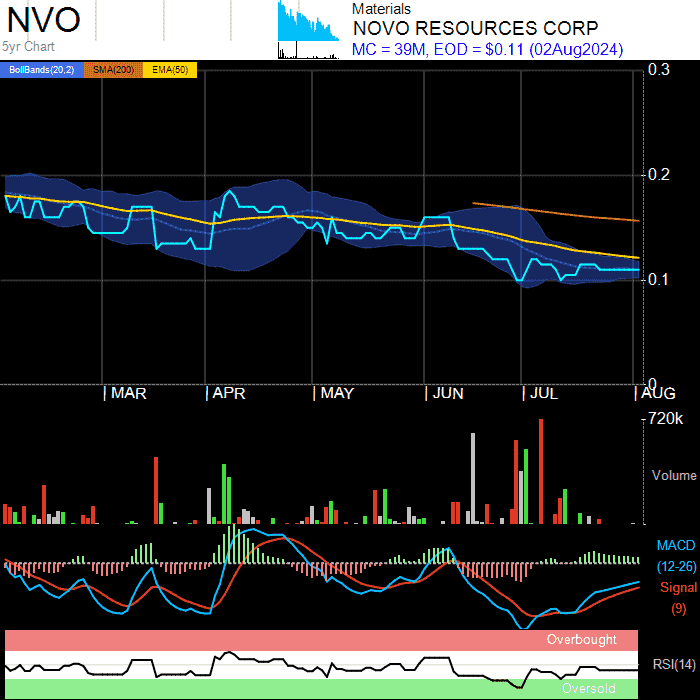 NVO
5yr Chart
Materials
NOVO RESOURCES CORP
MC = 39M, EOD = $0.11 (02Aug2024)
BollBands(20,2) SMA(200) EMA(50)
0.3
0.2
0.1
0
MAR APR MAY JUN JUL AUG
720k
Volume
MACD
(12-26)
Signal
(9)
Overbought
RSI(14)
Oversold